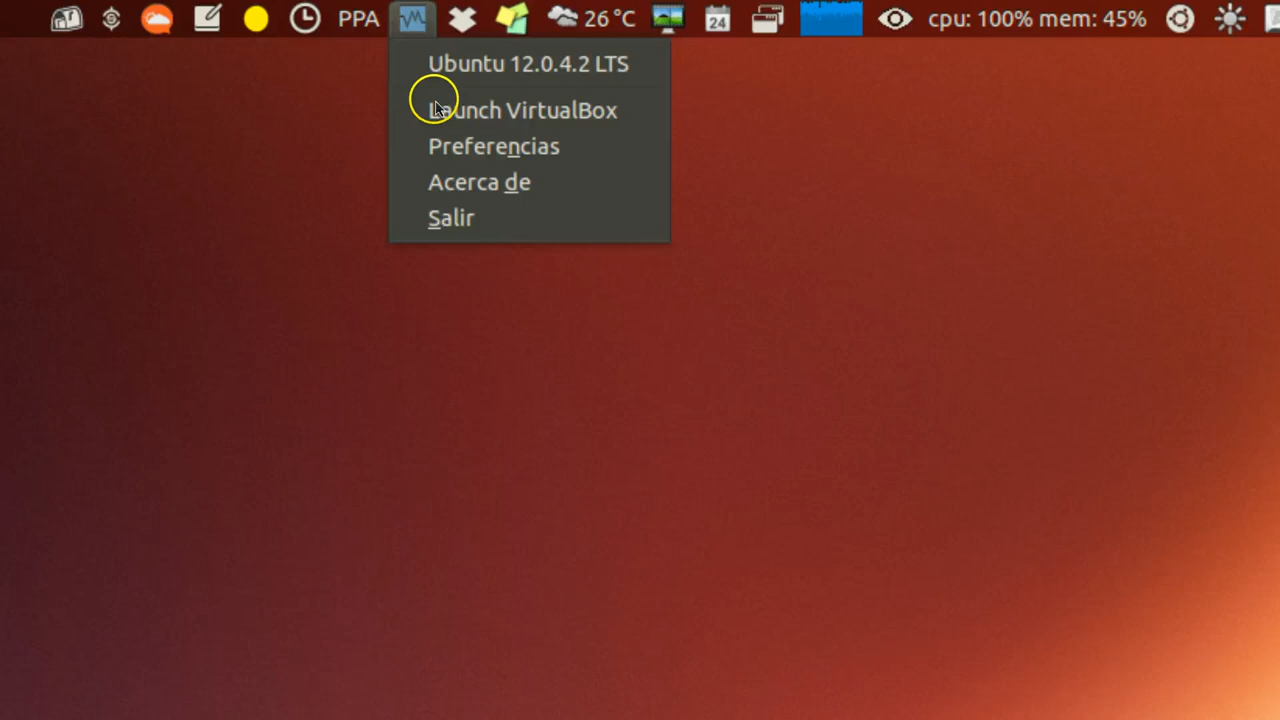 PPA 26 °C 24 cpu: 100% mem: 45%
Ubuntu 12.0.4.2 LTS
Launch VirtualBox
Preferencias
Acerca de
Salir